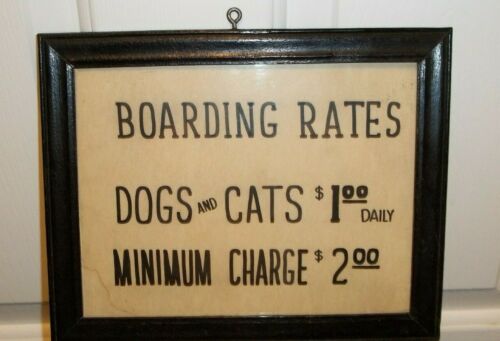 BOARDING RATES
DOGS AND CATS $1.00 DAILY
MINIMUM CHARGE $2.00